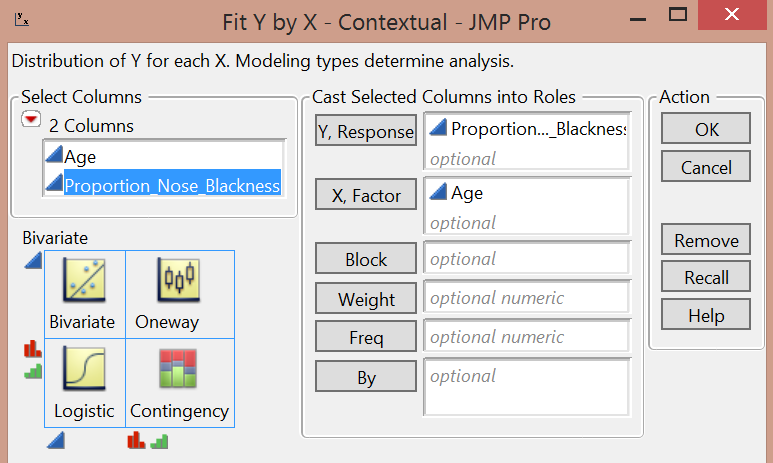 Fit Y by X - Contextual - JMP Pro
Distribution of Y for each X. Modeling types determine analysis.
Select Columns
2 Columns
Age
Proportion_Nose_Blackness
Bivariate
Bivariate
Oneway
Logistic
Contingency
Cast Selected Columns into Roles
Y, Response
Proportion..._Blackness
optional
X, Factor
Age
optional
Block
optional
Weight
optional numeric
Freq
optional numeric
By
optional
Action
OK
Cancel
Remove
Recall
Help